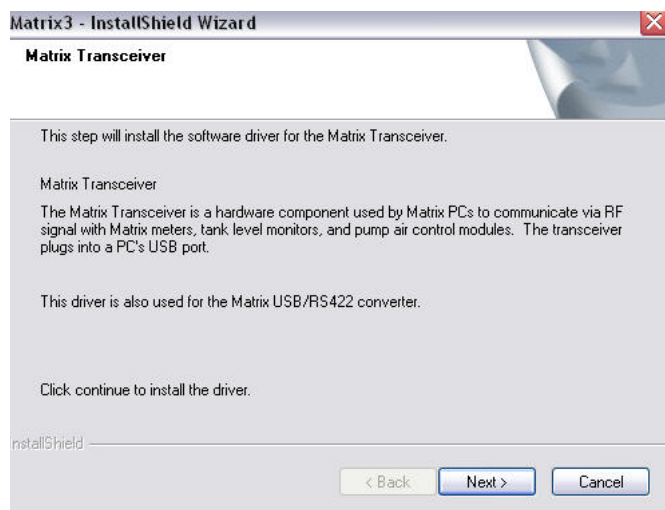 Matrix3 - InstallShield Wizard
Matrix Transceiver
This step will install the software driver for the Matrix Transceiver.
Matrix Transceiver
The Matrix Transceiver is a hardware component used by Matrix PCs to communicate via RF
signal with Matrix meters, tank level monitors, and pump air control modules. The transceiver
plugs into a PC's USB port.
This driver is also used for the Matrix USB/RS422 converter.
Click continue to install the driver.
nstallShield
< Back Next > Cancel